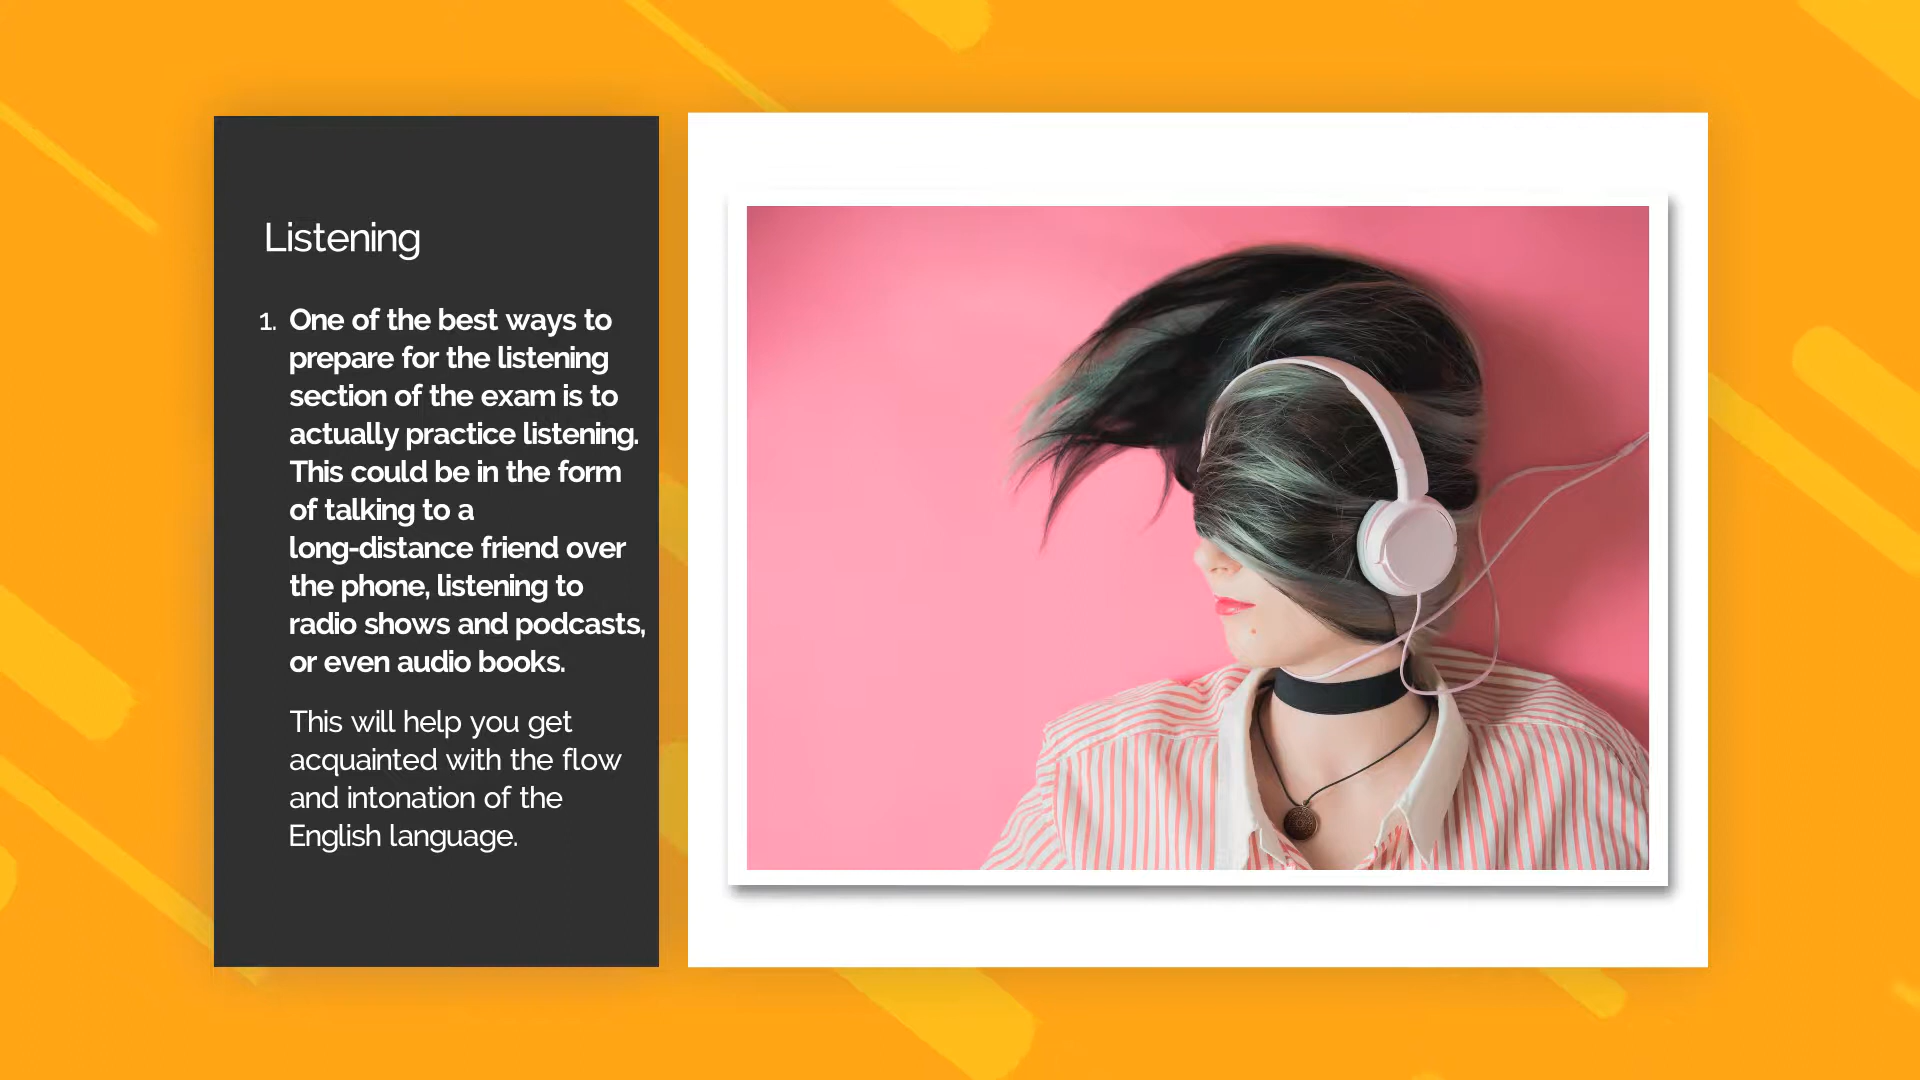 Listening
1. One of the best ways to
prepare for the listening
section of the exam is to
actually practice listening.
This could be in the form
of talking to a
long-distance friend over
the phone, listening to
radio shows and podcasts,
or even audio books.
This will help you get
acquainted with the flow
and intonation of the
English language.